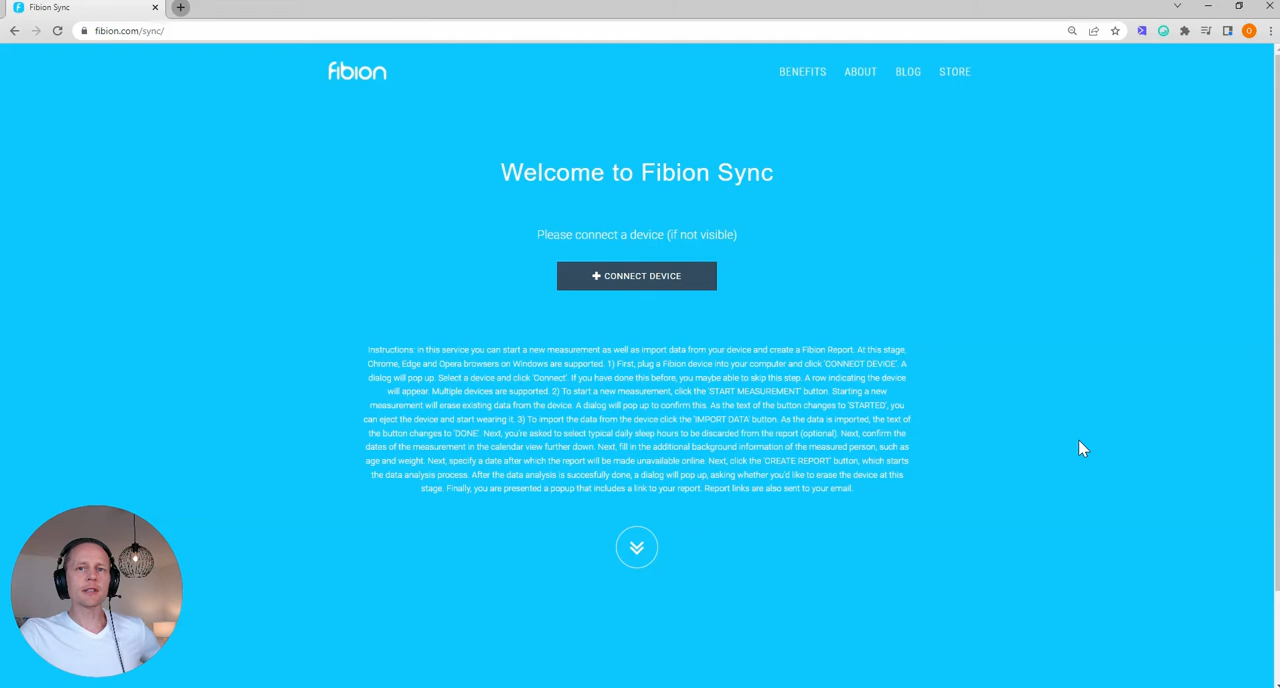 Fibion Sync
fibion.com/sync/
O
fibion
BENEFITS ABOUT BLOG STORE
Welcome to Fibion Sync
Please connect a device (if not visible)
CONNECT DEVICE
Instructions: in this service you can start a new measurement as well as import data from your device and create a Fibion Report. At this stage,
Chrome, Edge and Opera browsers on Windows are supported. 1) First, plug a Fibion device into your computer and click 'CONNECT DEVICE'. A
dialog will pop up. Select a device and click 'Connect'. If you have done this before, you maybe able to skip this step. A row indicating the device
will appear. Multiple devices are supported. 2) To start a new measurement, click the 'START MEASUREMENT' button. Starting a new
measurement will erase existing data from the device. A dialog will pop up to confirm this. As the text of the button changes to 'STARTED', you
can eject the device and start wearing it. 3) To import the data from the device click the 'IMPORT DATA' button. As the data is imported, the text of
the button changes to 'DONE'. Next, you're asked to select typical daily sleep hours to be discarded from the report (optional). Next, confirm the
dates of the measurement in the calendar view further down. Next, fill in the additional background information of the measured person, such as
age and weight. Next, specify a date after which the report will be made unavailable online. Next, click the 'CREATE REPORT' button, which starts
the data analysis process. After the data analysis is succesfully done, a dialog will pop up, asking whether you'd like to erase the device at this
stage. Finally, you are presented a popup that includes a link to your report. Report links are also sent to your email.